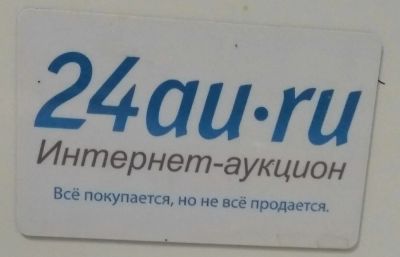 24au·ru
Интернет-аукцион
Всё покупается, но не всё продается.